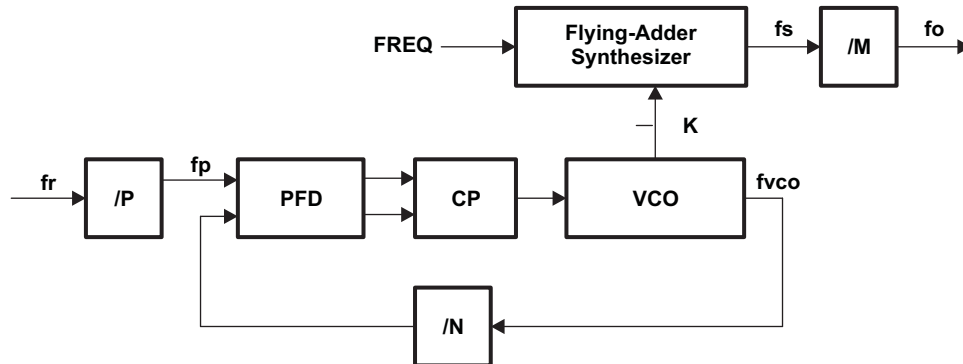 FREQ
Flying-Adder
Synthesizer
fs
/M
fo
K
fr
/P
fp
PFD
CP
VCO
fvco
/N